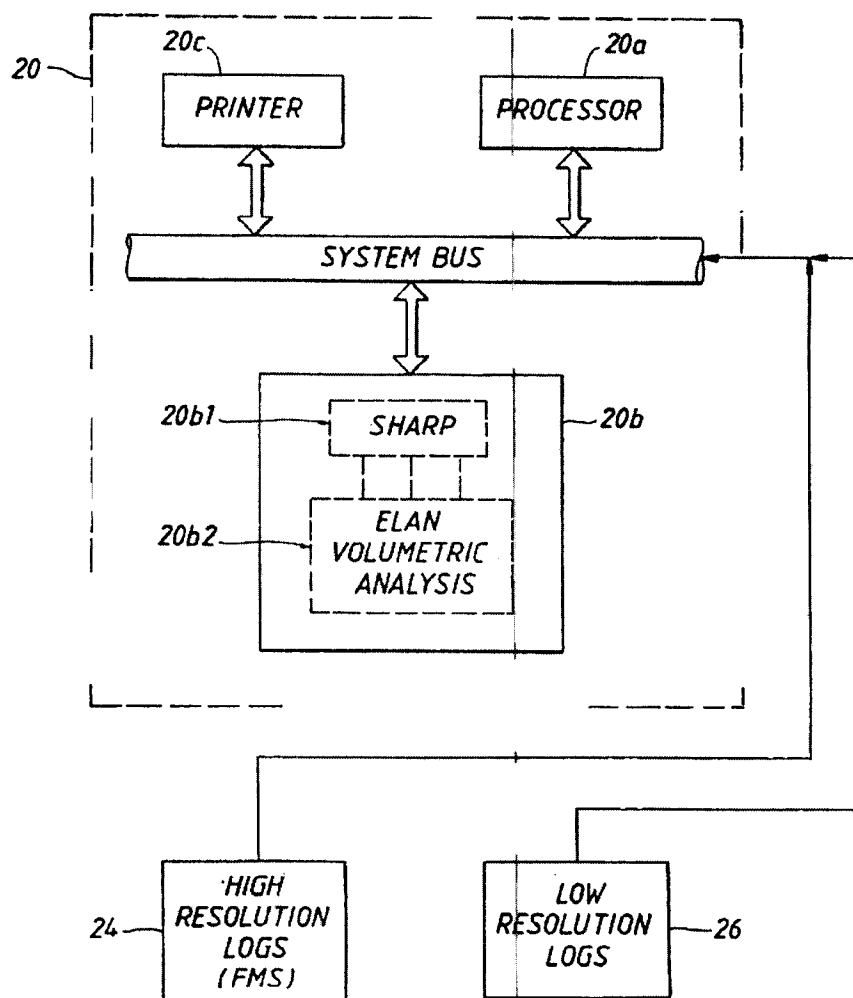 20c
20a
20
PRINTER
PROCESSOR
SYSTEM BUS
20b1
SHARP
20b
20b2
ELAN
VOLUMETRIC
ANALYSIS
24
HIGH
RESOLUTION
LOGS
(FMS)
LOW
RESOLUTION
LOGS
26